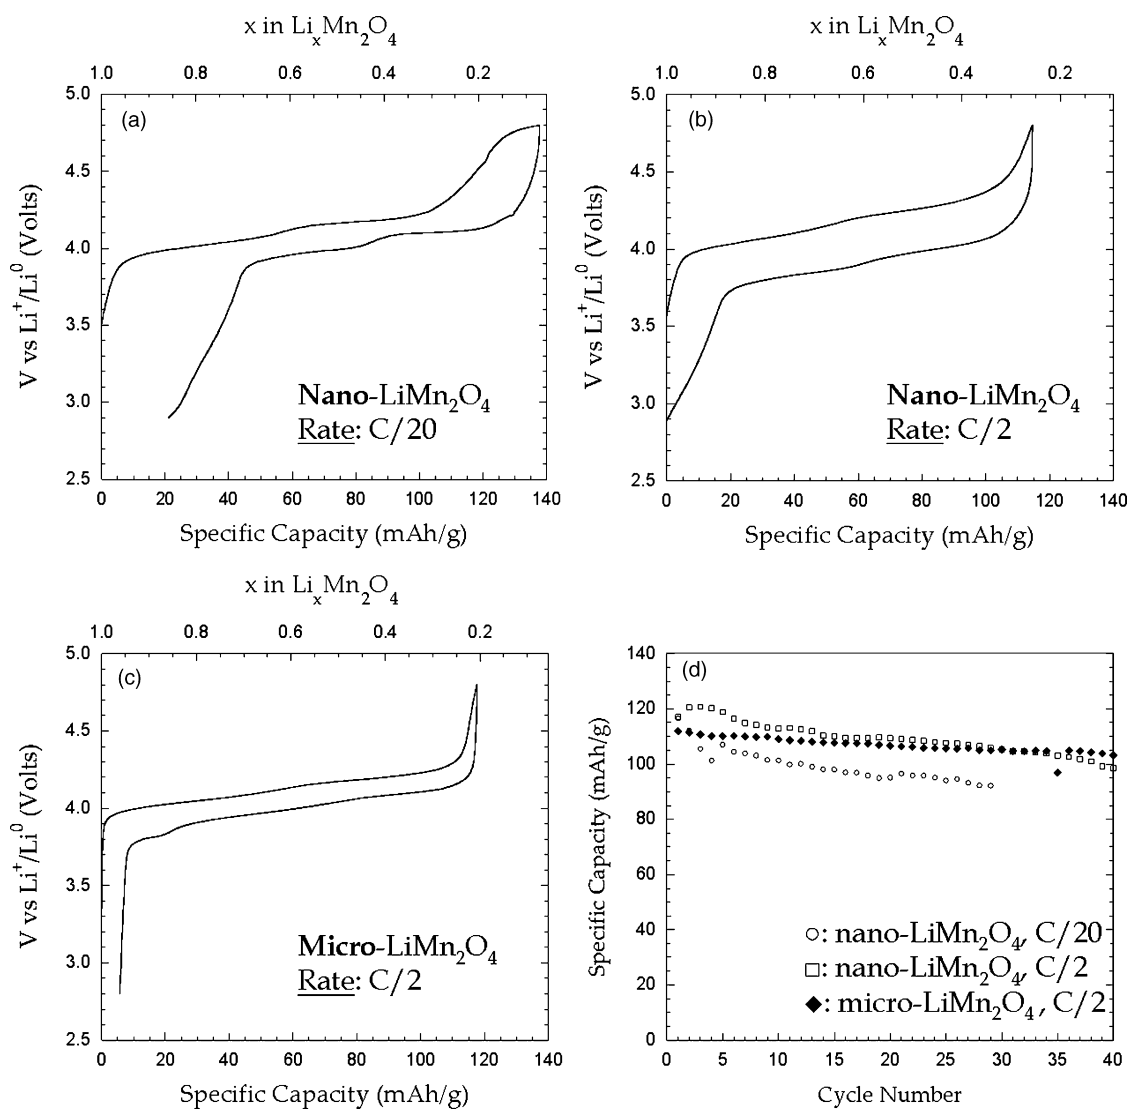 x in LixMn2O4
1.0 0.8 0.6 0.4 0.2
5.0
4.5
4.0
3.5
3.0
2.5
V vs Li+/Li0 (Volts)
(a)
Nano-LiMn2O4
Rate: C/20
0 20 40 60 80 100 120 140
Specific Capacity (mAh/g)
x in LixMn2O4
1.0 0.8 0.6 0.4 0.2
5.0
4.5
4.0
3.5
3.0
2.5
V vs Li+/Li0 (Volts)
(b)
Nano-LiMn2O4
Rate: C/2
0 20 40 60 80 100 120 140
Specific Capacity (mAh/g)
x in LixMn2O4
1.0 0.8 0.6 0.4 0.2
5.0
4.5
4.0
3.5
3.0
2.5
V vs Li+/Li0 (Volts)
(c)
Micro-LiMn2O4
Rate: C/2
0 20 40 60 80 100 120 140
Specific Capacity (mAh/g)
140
120
100
80
60
40
20
0
Specific Capacity (mAh/g)
(d)
: nano-LiMn2O4, C/20
: nano-LiMn2O4, C/2
: micro-LiMn2O4, C/2
0 5 10 15 20 25 30 35 40
Cycle Number